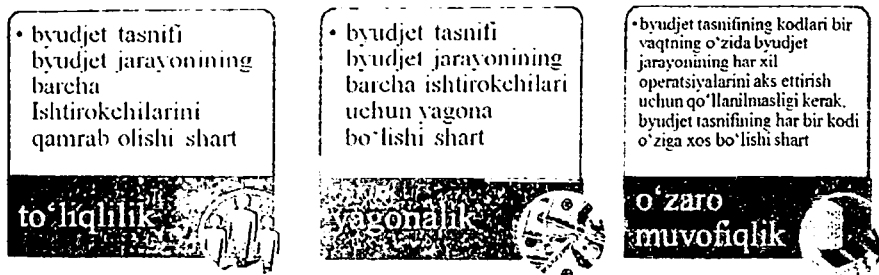 • byudjet tasnifi
byudjet jarayonining
barcha
Ishtirokchilarini
qamrab olishi shart
to‘liqlilik
• byudjet tasnifi
byudjet jarayonining
barcha ishtirokchilari
uchun yagona
bo‘lishi shart
yagonalik
• byudjet tasnifining kodlari bir
vaqtning o‘zida byudjet
jarayonining har xil
operatsiyalarini aks ettirish
uchun qo‘llanilmasligi kerak,
byudjet tasnifining har bir kodi
o‘ziga xos bo‘lishi shart
o‘zaro
muvofiqlik